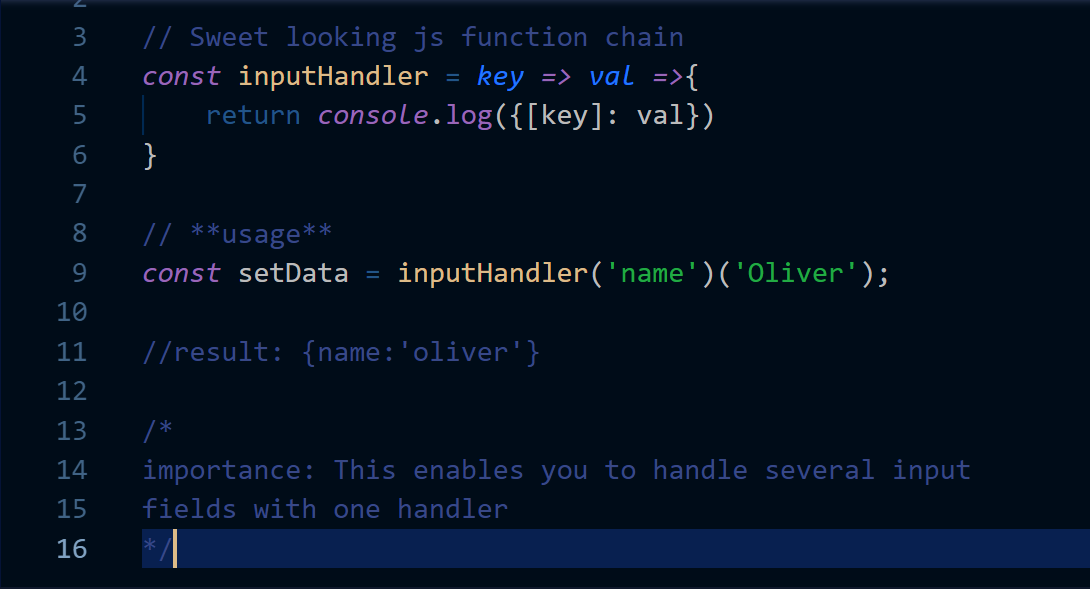 2
3 // Sweet looking js function chain
4 const inputHandler = key => val =>{
5 return console.log({[key]: val})
6 }
7
8 // **usage**
9 const setData = inputHandler('name')('Oliver');
10
11 //result: {name:'oliver'}
12
13 /*
14 importance: This enables you to handle several input
15 fields with one handler
16 */